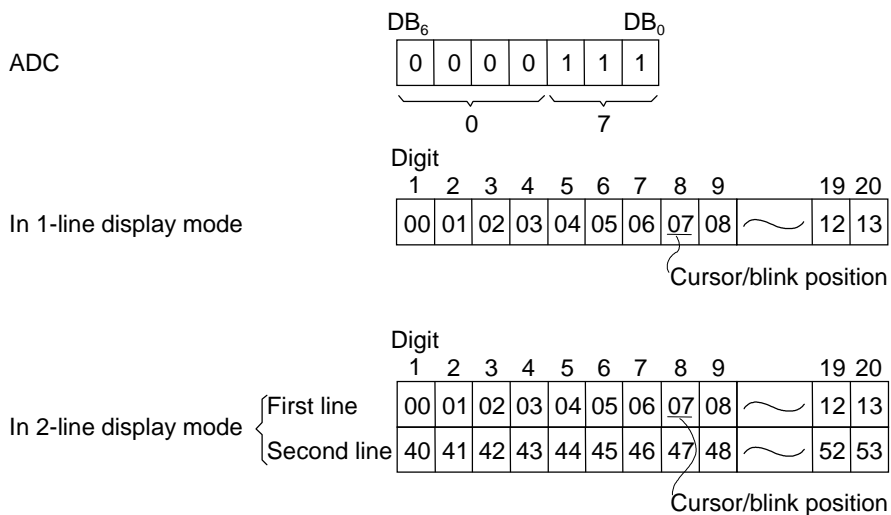 DB6 DB0
ADC 0 0 0 0 1 1 1
0 7
Digit
1 2 3 4 5 6 7 8 9 19 20
In 1-line display mode 00 01 02 03 04 05 06 07 08 12 13
Cursor/blink position
Digit
1 2 3 4 5 6 7 8 9 19 20
First line 00 01 02 03 04 05 06 07 08 12 13
In 2-line display mode
Second line 40 41 42 43 44 45 46 47 48 52 53
Cursor/blink position